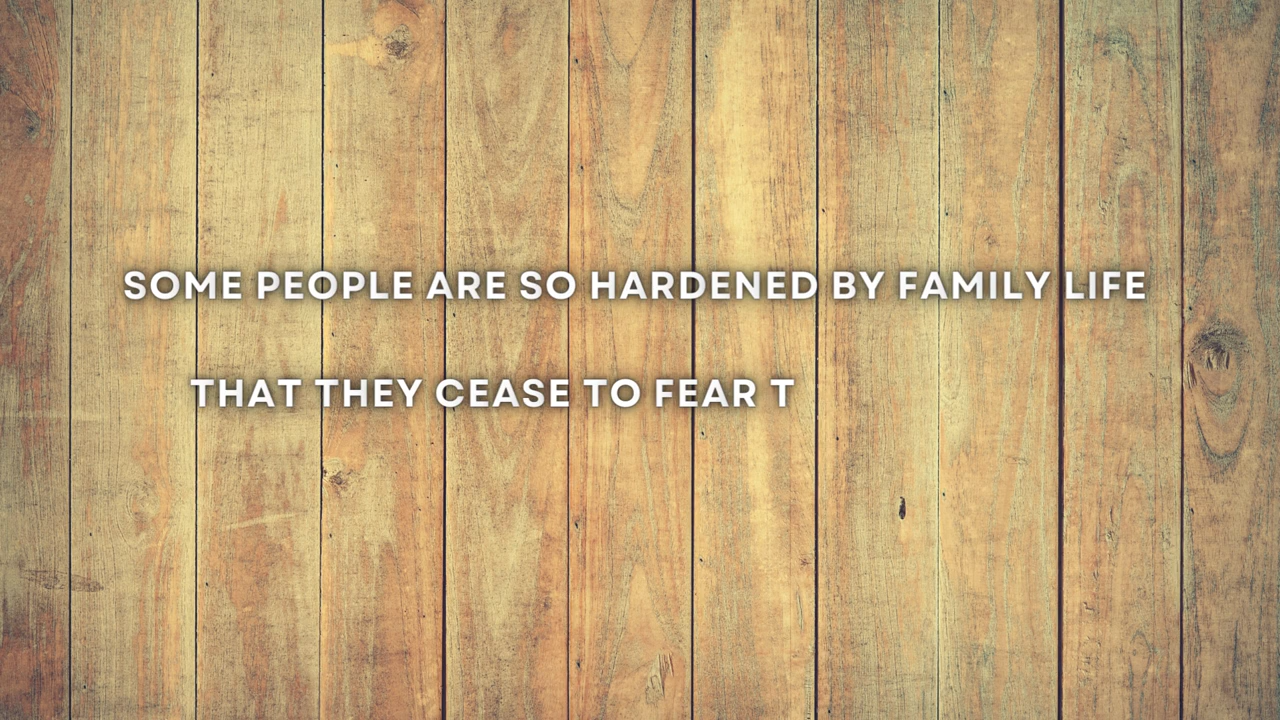 SOME PEOPLE ARE SO HARDENED BY FAMILY LIFE
THAT THEY CEASE TO FEAR T